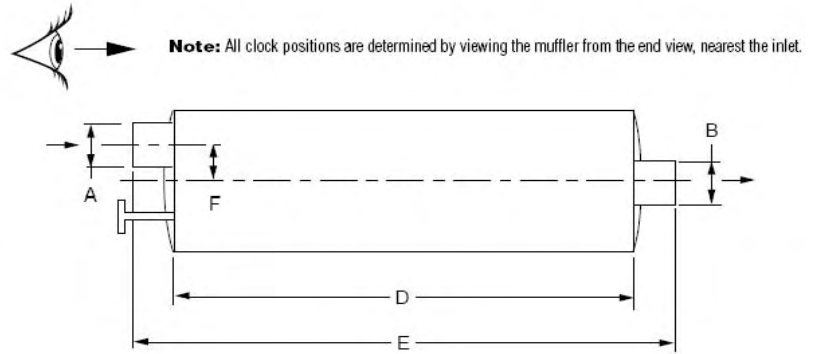 Note: All clock positions are determined by viewing the muffler from the end view, nearest the inlet.
B
A
F
D
E